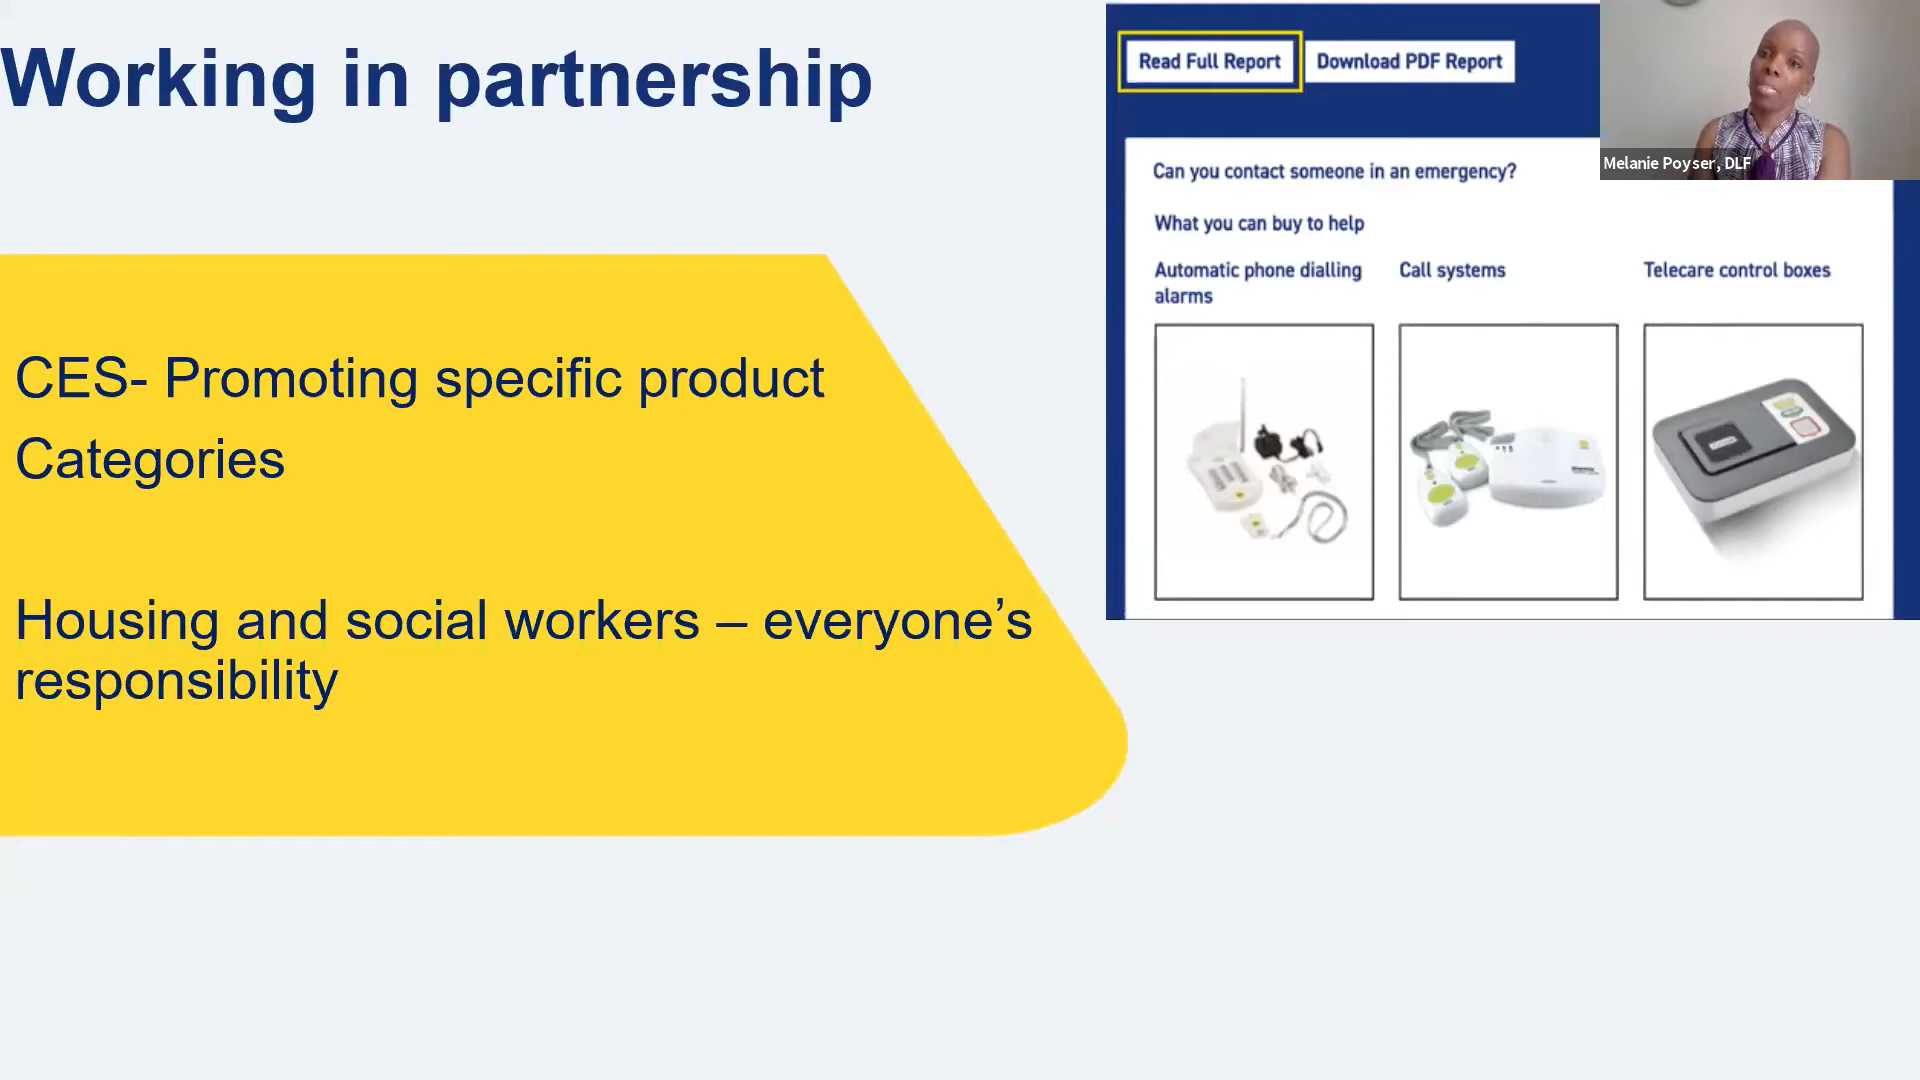 Working in partnership
CES- Promoting specific product
Categories
Housing and social workers – everyone’s
responsibility
Read Full Report
Download PDF Report
Melanie Poyser, DLF
Can you contact someone in an emergency?
What you can buy to help
Automatic phone dialling
alarms
Call systems
Telecare control boxes